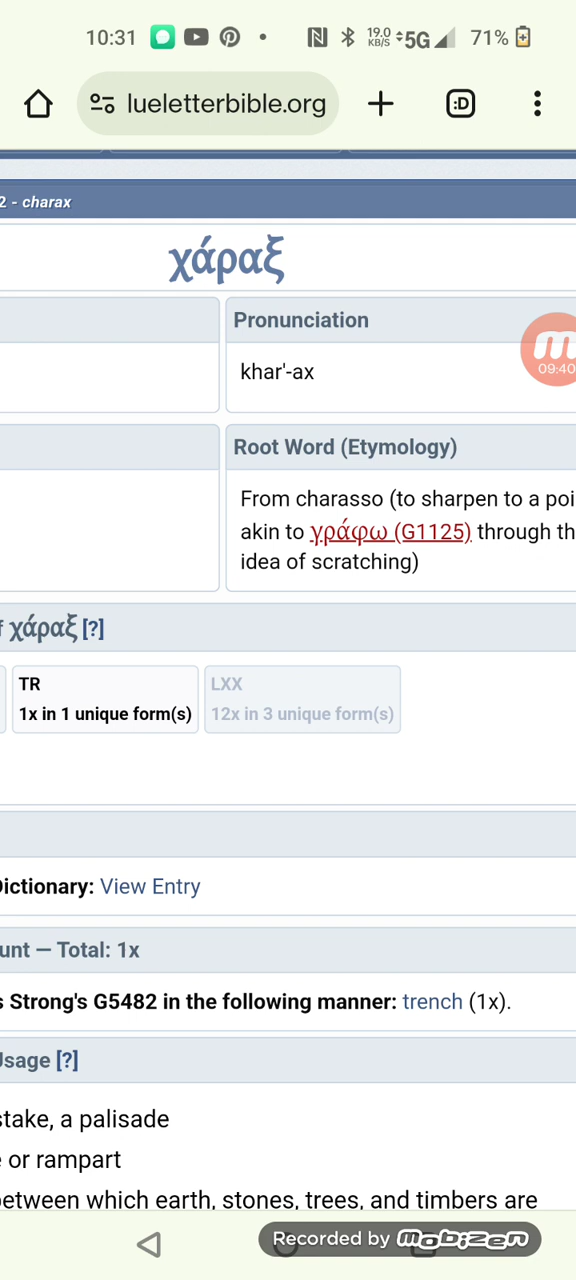 10:31 19.0 KB/S 5G 71%
lueletterbible.org :D
2 - charax
χάραξ
Pronunciation
khar'-ax
m
09:40
Root Word (Etymology)
From charasso (to sharpen to a poi
akin to γράφω (G1125) through th
idea of scratching)
f χάραξ [?]
TR LXX
1x in 1 unique form(s) 12x in 3 unique form(s)
Dictionary: View Entry
unt — Total: 1x
s Strong's G5482 in the following manner: trench (1x).
Usage [?]
stake, a palisade
e or rampart
between which earth, stones, trees, and timbers are
Recorded by mobizen